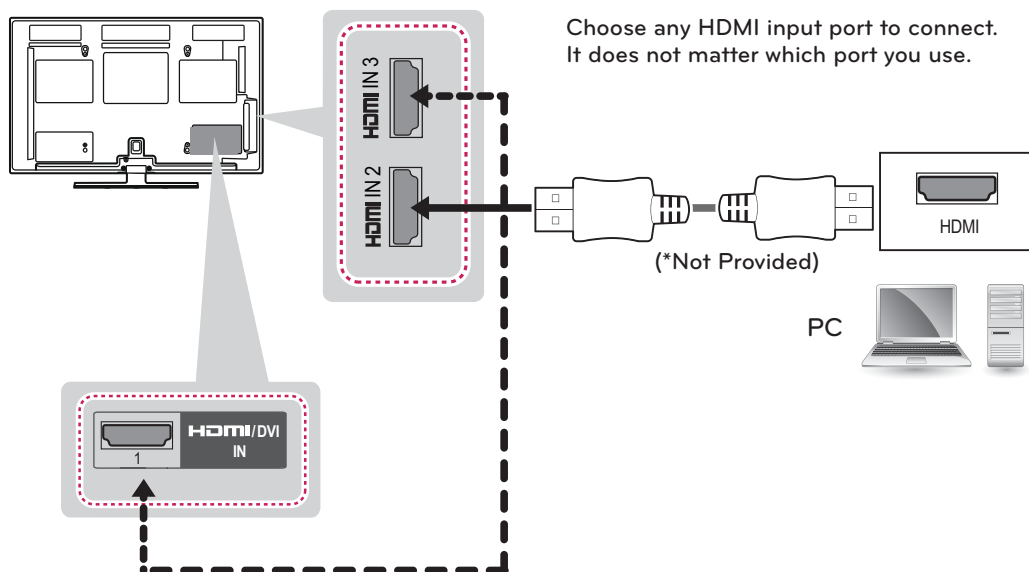 Choose any HDMI input port to connect.
It does not matter which port you use.
HDMI IN 3
HDMI IN 2
(*Not Provided)
HDMI
PC
1
HDMI/DVI
IN